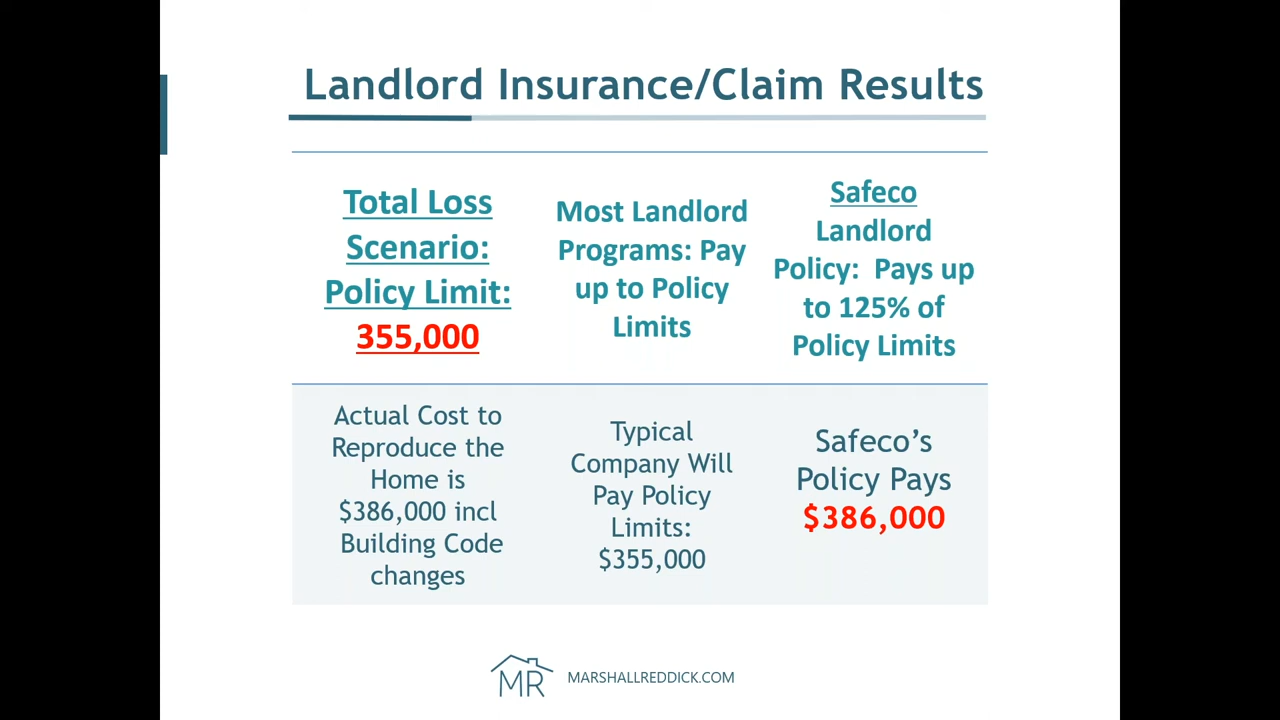 Landlord Insurance/Claim Results
Total Loss
Scenario:
Policy Limit:
355,000
Most Landlord
Programs: Pay
up to Policy
Limits
Safeco
Landlord
Policy: Pays up
to 125% of
Policy Limits
Actual Cost to
Reproduce the
Home is
$386,000 incl
Building Code
changes
Typical
Company Will
Pay Policy
Limits:
$355,000
Safeco’s
Policy Pays
$386,000
MR
MARSHALLREDDICK.COM